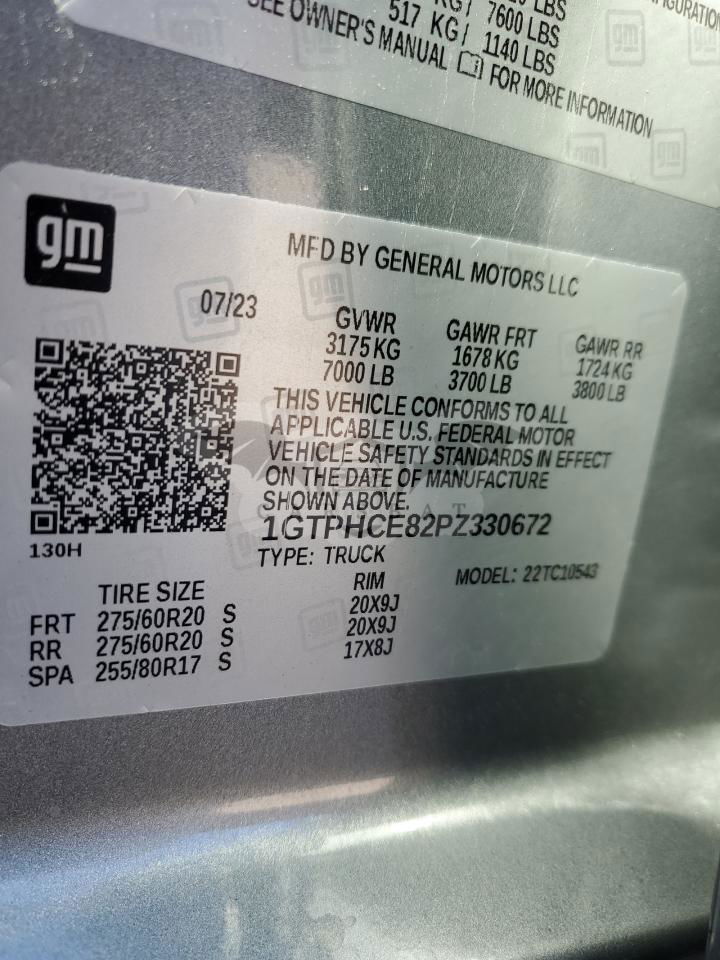 KG/ 7600 LBS
517 KG/ 1140 LBS
SEE OWNER'S MANUAL FOR MORE INFORMATION
gm
MFD BY GENERAL MOTORS LLC
07/23
GVWR GAWR FRT GAWR RR
3175 KG 1678 KG 1724 KG
7000 LB 3700 LB 3800 LB
THIS VEHICLE CONFORMS TO ALL
APPLICABLE U.S. FEDERAL MOTOR
VEHICLE SAFETY STANDARDS IN EFFECT
ON THE DATE OF MANUFACTURE
SHOWN ABOVE.
1GTPHCE82PZ330672
130H
TYPE: TRUCK
MODEL: 22TC10543
TIRE SIZE RIM
FRT 275/60R20 S 20X9J
RR 275/60R20 S 20X9J
SPA 255/80R17 S 17X8J